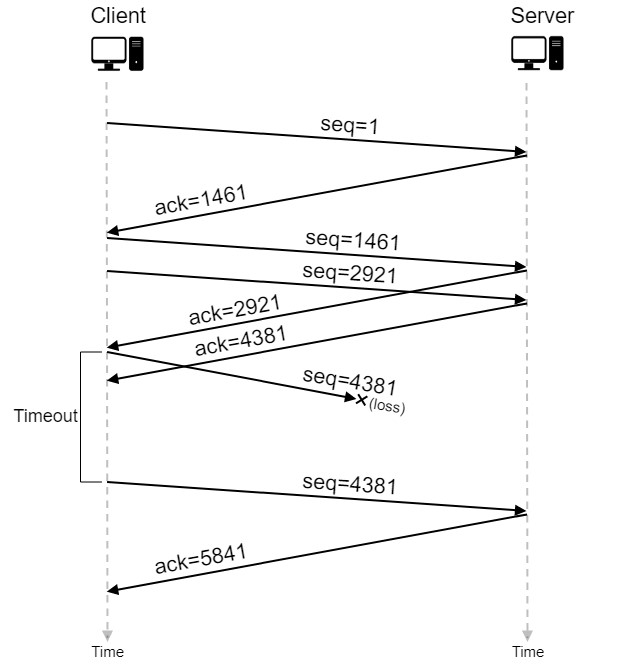 Client
Server
seq=1
ack=1461
seq=1461
seq=2921
ack=2921
ack=4381
seq=4381
(loss)
Timeout
seq=4381
ack=5841
Time
Time